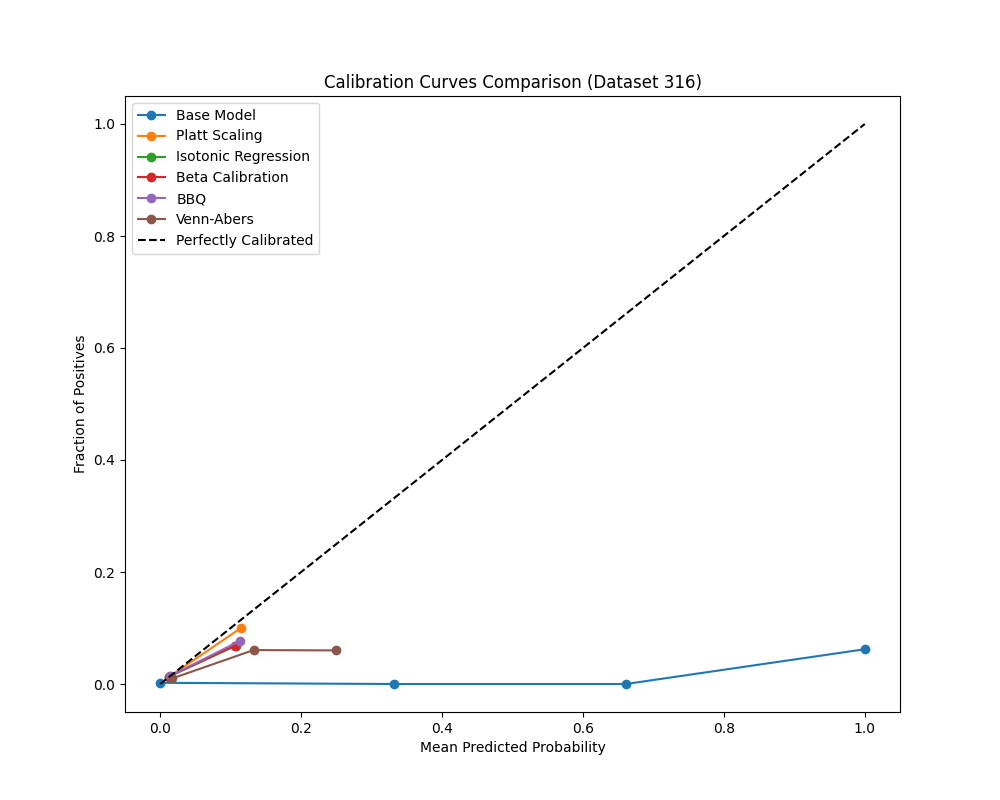 Calibration Curves Comparison (Dataset 316)
Base Model
Platt Scaling
Isotonic Regression
Beta Calibration
BBQ
Venn-Abers
Perfectly Calibrated
1.0
0.8
0.6
0.4
0.2
0.0
Fraction of Positives
0.0 0.2 0.4 0.6 0.8 1.0
Mean Predicted Probability